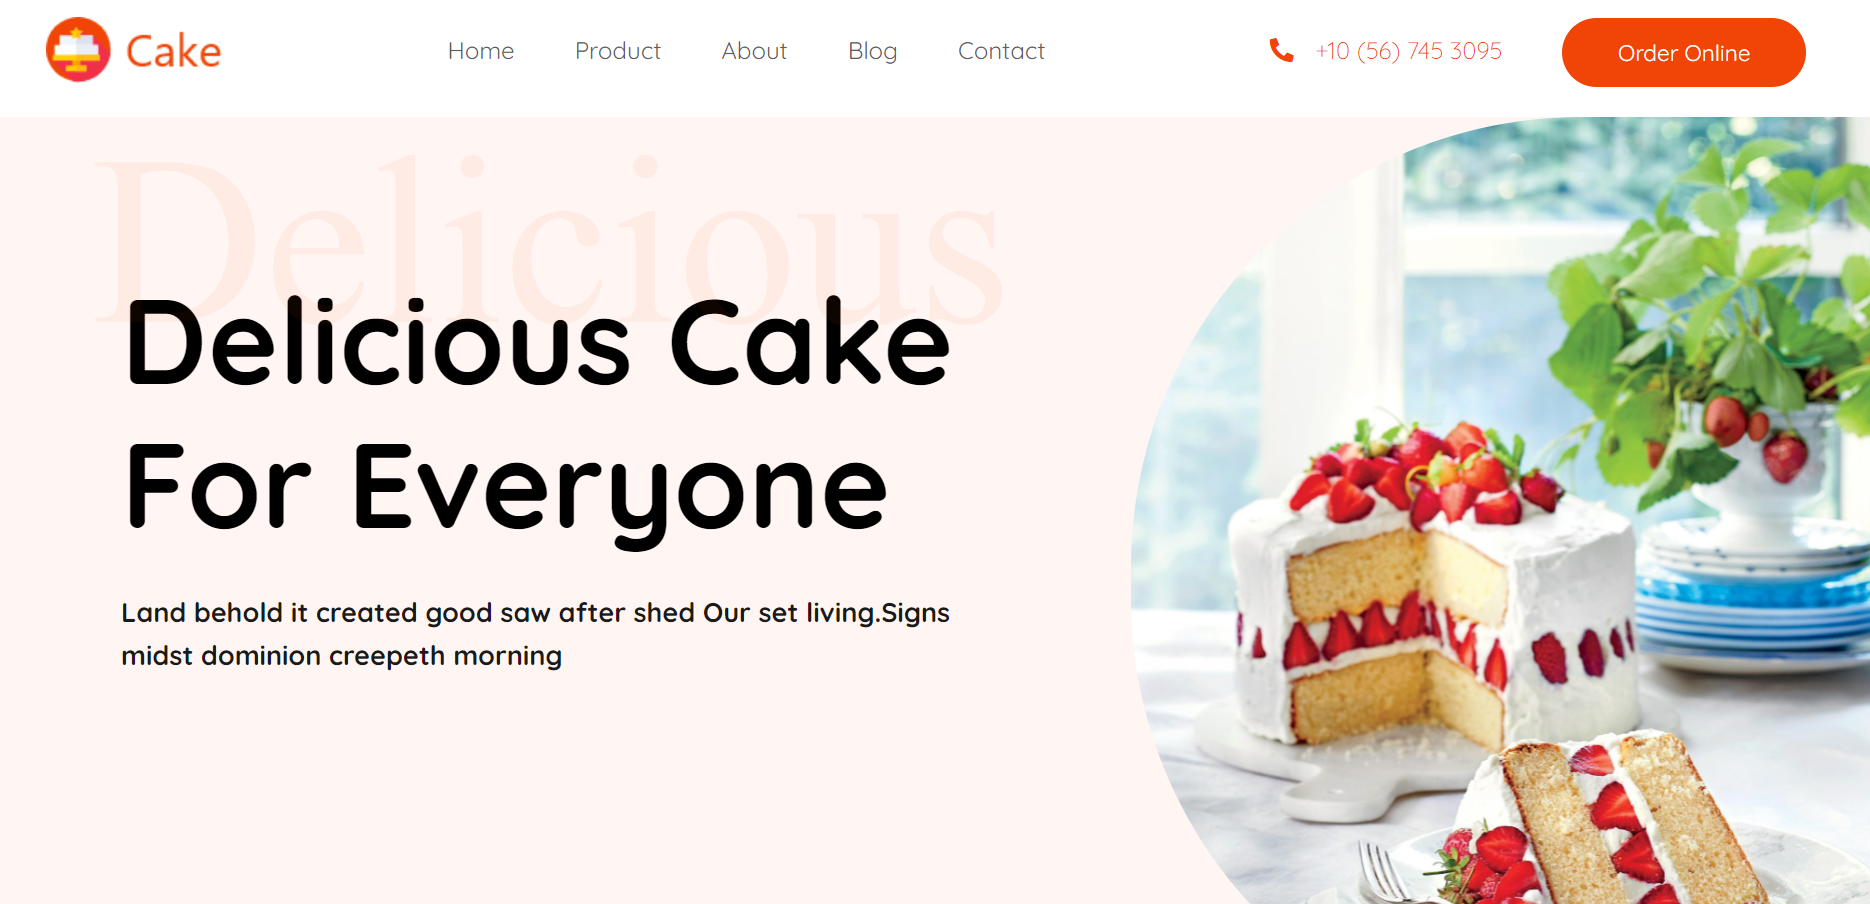 Cake
Home Product About Blog Contact
+10 (56) 745 3095
Order Online
Delicious
Delicious Cake
For Everyone
Land behold it created good saw after shed Our set living.Signs
midst dominion creepeth morning